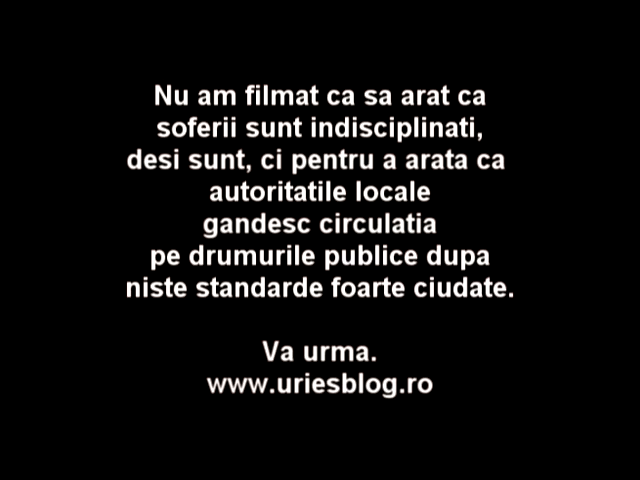 Nu am filmat ca sa arat ca
soferii sunt indisciplinati,
desi sunt, ci pentru a arata ca
autoritatile locale
gandesc circulatia
pe drumurile publice dupa
niste standarde foarte ciudate.
Va urma.
www.uriesblog.ro